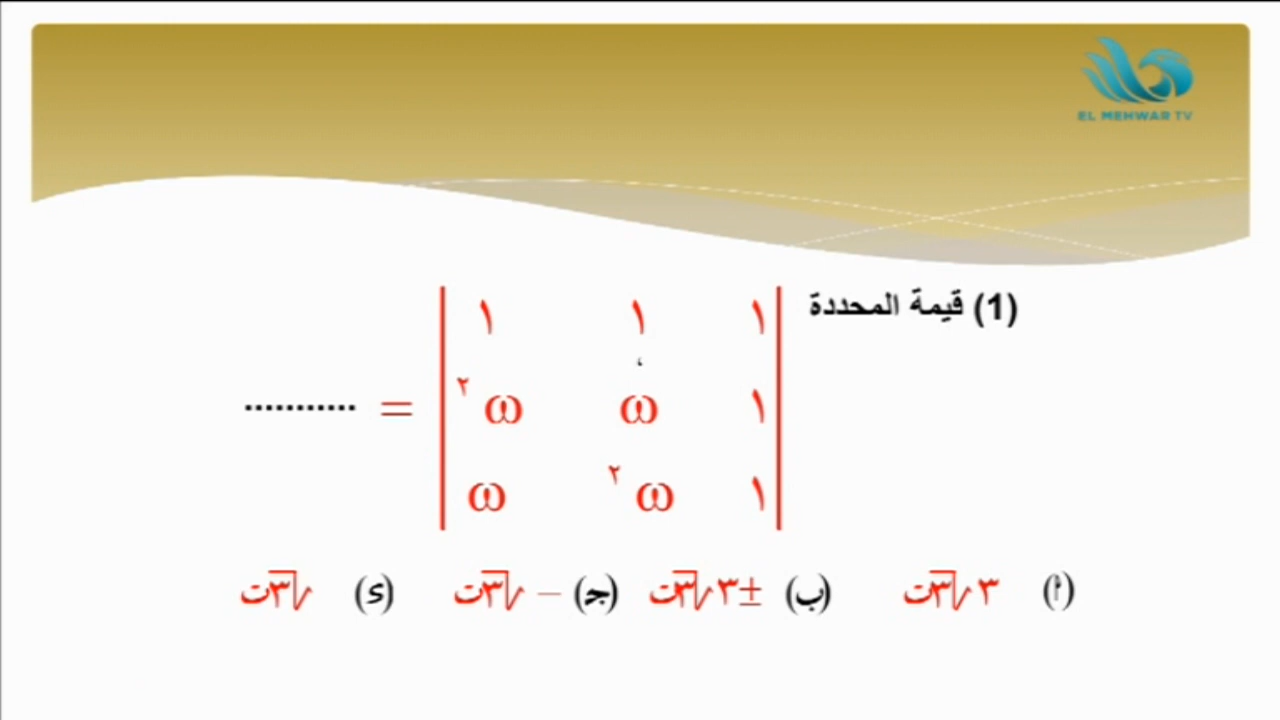 EL MEHWAR TV
(1) قيمة المحددة
١ ١ ١
١ ω ω٢ = ...........
١ ω٢ ω
(أ) ٣√٣ت (ب) ±٣√٣ت (جـ) −√٣ت (ى) √٣ت